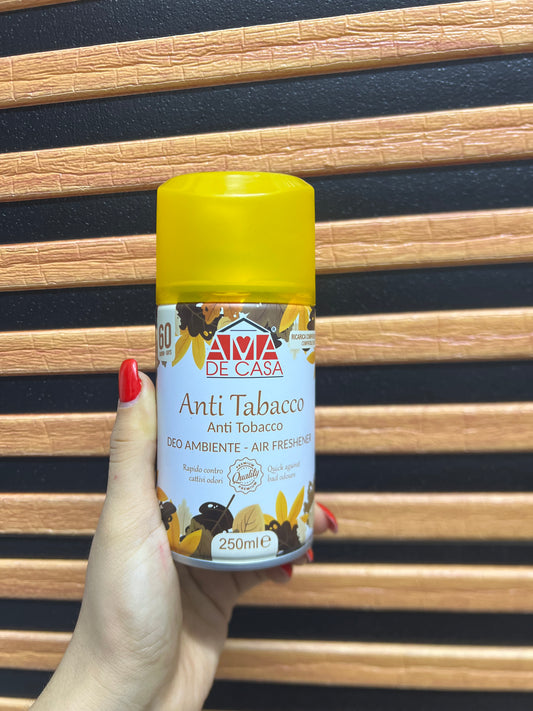 60
RICARICA
AMA
DE CASA
Anti Tabacco
Anti Tobacco
DEO AMBIENTE - AIR FRESHENER
Rapido contro
cattivi odori
Quality
Quick against
bad odours
250ml e